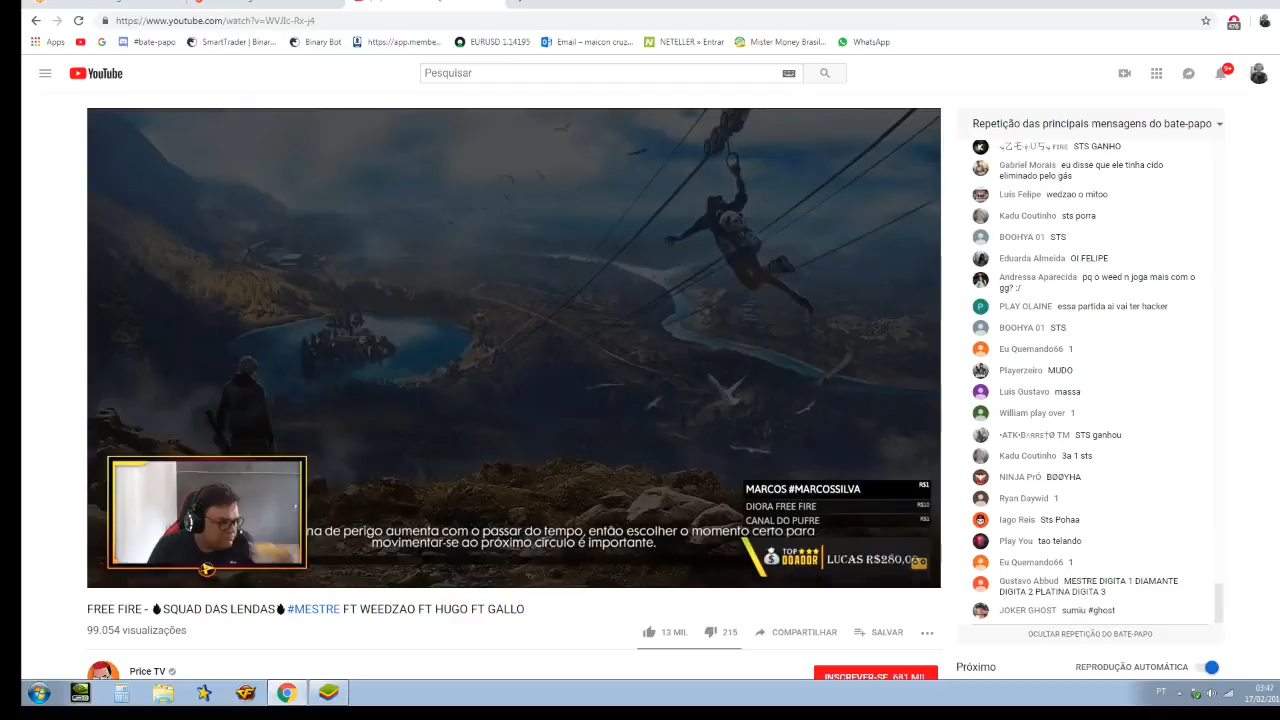 https://www.youtube.com/watch?v=WVJIc-Rx-j4
Apps
#bate-papo
SmartTrader | Binar...
Binary Bot
https://app.membe...
EURUSD 1.14195
Email – maicon cruz...
NETELLER » Entrar
Mister Money Brasil...
WhatsApp
YouTube
Pesquisar
9+
Repetição das principais mensagens do bate-papo
STS GANHO
Gabriel Morais eu disse que ele tinha cido
eliminado pelo gás
Luis Felipe wedzao o mitoo
Kadu Coutinho sts porra
BOOHYA 01 STS
Eduarda Almeida OI FELIPE
Andressa Aparecida pq o weed n joga mais com o
gg? :/
PLAY OLAINE essa partida ai vai ter hacker
BOOHYA 01 STS
Eu Quemando66 1
Playerzeiro MUDO
Luis Gustavo massa
William play over 1
•ATK•BARRE†Ø TM STS ganhou
Kadu Coutinho 3a 1 sts
NINJA PrÓ BØØYHA
Ryan Daywid 1
Iago Reis Sts Pohaa
Play You tao telando
Eu Quemando66 1
Gustavo Abbud MESTRE DIGITA 1 DIAMANTE
DIGITA 2 PLATINA DIGITA 3
JOKER GHOST sumiu #ghost
OCULTAR REPETIÇÃO DO BATE-PAPO
MARCOS #MARCOSSILVA R$1
DIORA FREE FIRE R$10
CANAL DO PUFRE R$1
na de perigo aumenta com o passar do tempo, então escolher o momento certo para
movimentar-se ao próximo círculo é importante.
TOP DOADOR
LUCAS R$280,00
FREE FIRE - SQUAD DAS LENDAS #MESTRE FT WEEDZAO FT HUGO FT GALLO
99.054 visualizações
13 MIL
215
COMPARTILHAR
SALVAR
Price TV
INSCREVER-SE 681 MIL
Próximo
REPRODUÇÃO AUTOMÁTICA
PT
03:47
17/02/201